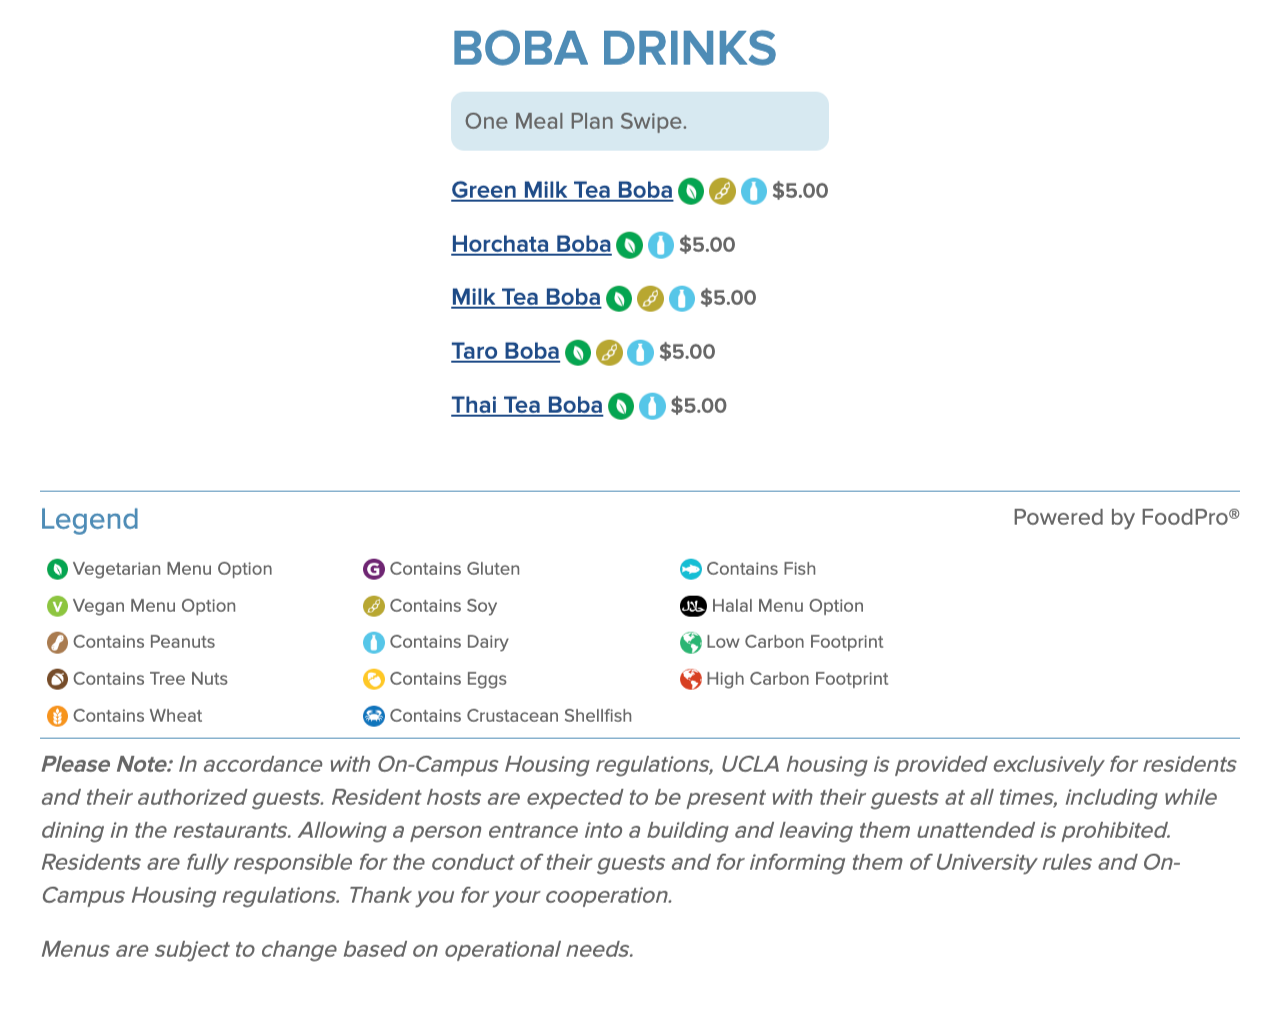 BOBA DRINKS
One Meal Plan Swipe.
Green Milk Tea Boba $5.00
Horchata Boba $5.00
Milk Tea Boba $5.00
Taro Boba $5.00
Thai Tea Boba $5.00
Legend
Powered by FoodPro®
Vegetarian Menu Option
Vegan Menu Option
Contains Peanuts
Contains Tree Nuts
Contains Wheat
Contains Gluten
Contains Soy
Contains Dairy
Contains Eggs
Contains Crustacean Shellfish
Contains Fish
Halal Menu Option
Low Carbon Footprint
High Carbon Footprint
Please Note: In accordance with On-Campus Housing regulations, UCLA housing is provided exclusively for residents
and their authorized guests. Resident hosts are expected to be present with their guests at all times, including while
dining in the restaurants. Allowing a person entrance into a building and leaving them unattended is prohibited.
Residents are fully responsible for the conduct of their guests and for informing them of University rules and On-
Campus Housing regulations. Thank you for your cooperation.
Menus are subject to change based on operational needs.